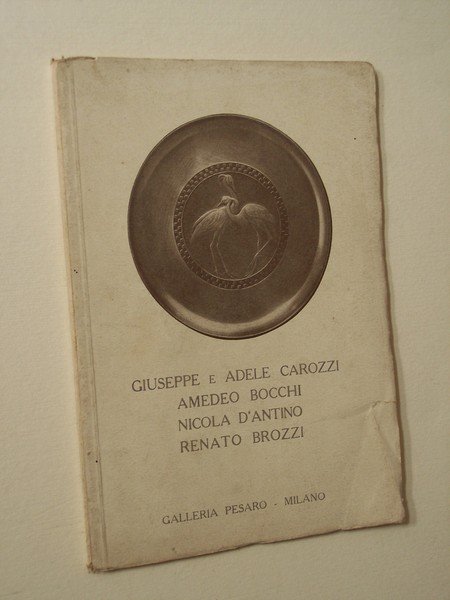 GIUSEPPE E ADELE CAROZZI
AMEDEO BOCCHI
NICOLA D'ANTINO
RENATO BROZZI
GALLERIA PESARO - MILANO